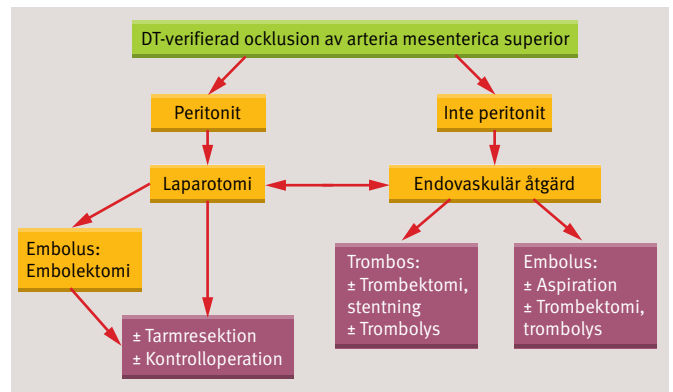 DT-verifierad ocklusion av arteria mesenterica superior
Peritonit
Inte peritonit
Laparotomi
Endovaskulär åtgärd
Embolus:
Embolektomi
Trombos:
± Trombektomi,
stentning
± Trombolys
Embolus:
± Aspiration
± Trombektomi,
trombolys
± Tarmresektion
± Kontrolloperation